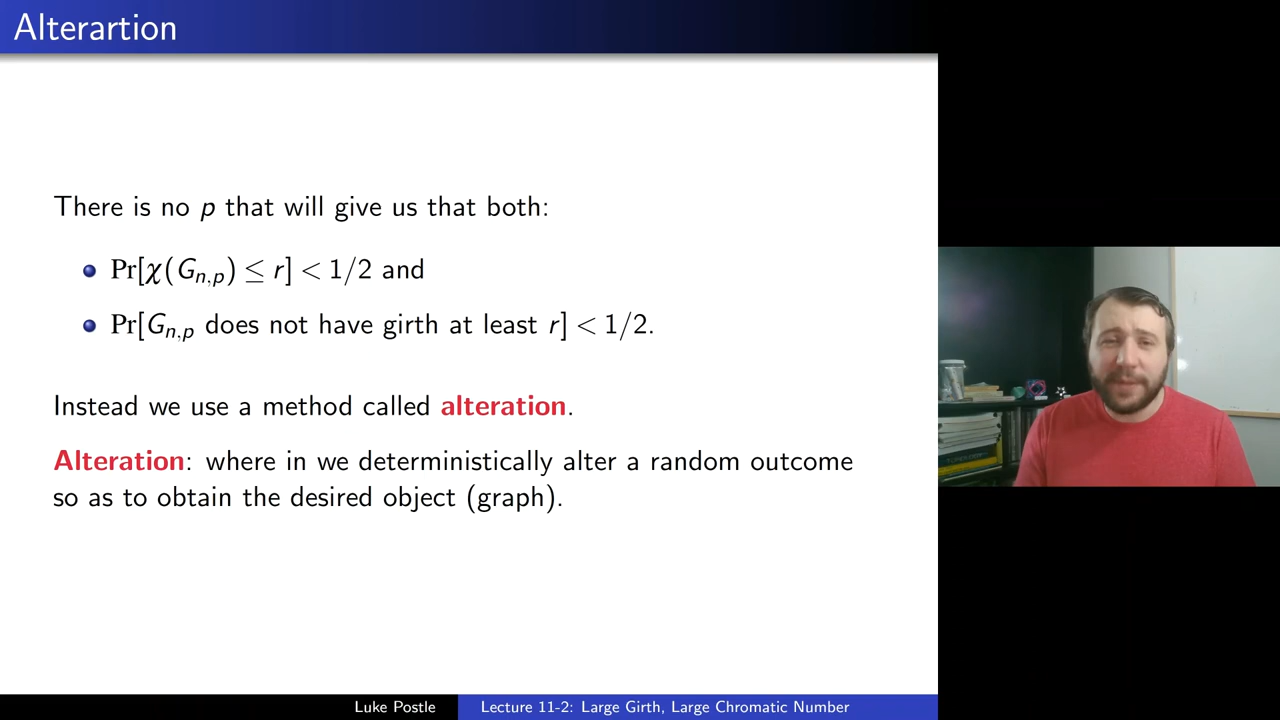 Alterartion
There is no p that will give us that both:
Pr[χ(Gn,p) ≤ r] < 1/2 and
Pr[Gn,p does not have girth at least r] < 1/2.
Instead we use a method called alteration.
Alteration: where in we deterministically alter a random outcome
so as to obtain the desired object (graph).
Luke Postle
Lecture 11-2: Large Girth, Large Chromatic Number